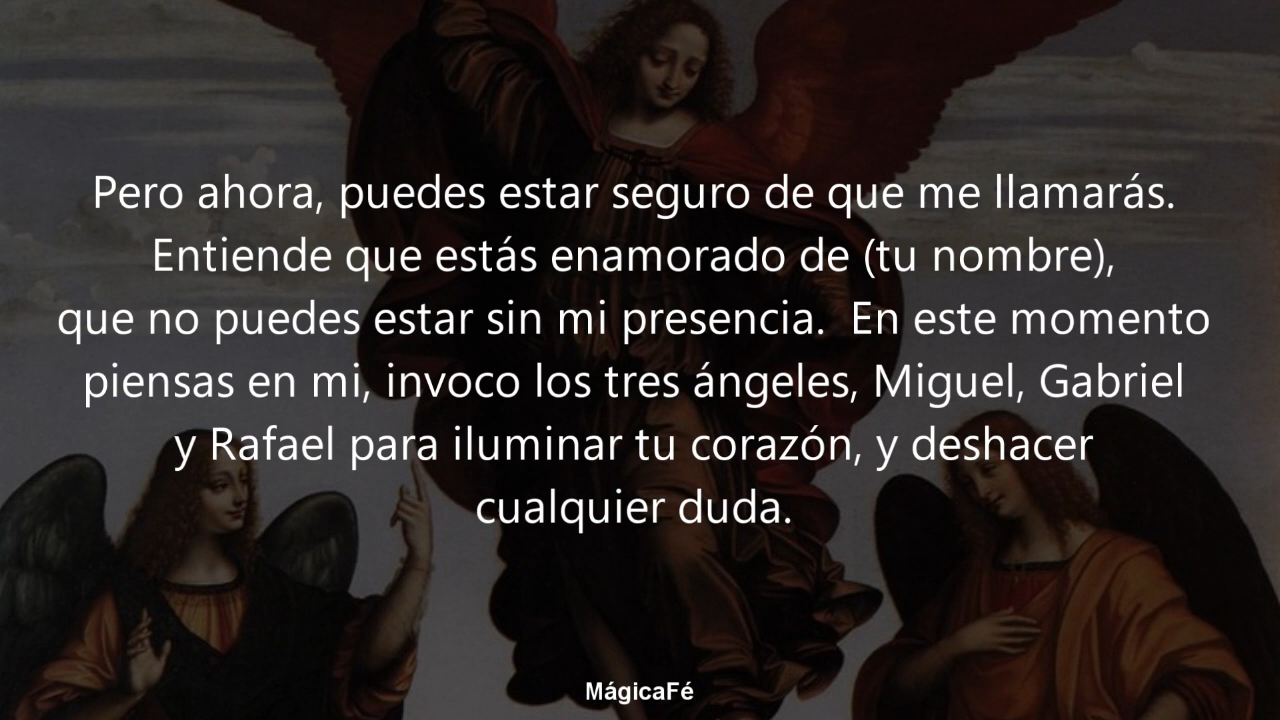 Pero ahora, puedes estar seguro de que me llamarás.
Entiende que estás enamorado de (tu nombre),
que no puedes estar sin mi presencia. En este momento
piensas en mi, invoco los tres ángeles, Miguel, Gabriel
y Rafael para iluminar tu corazón, y deshacer
cualquier duda.
MágicaFé